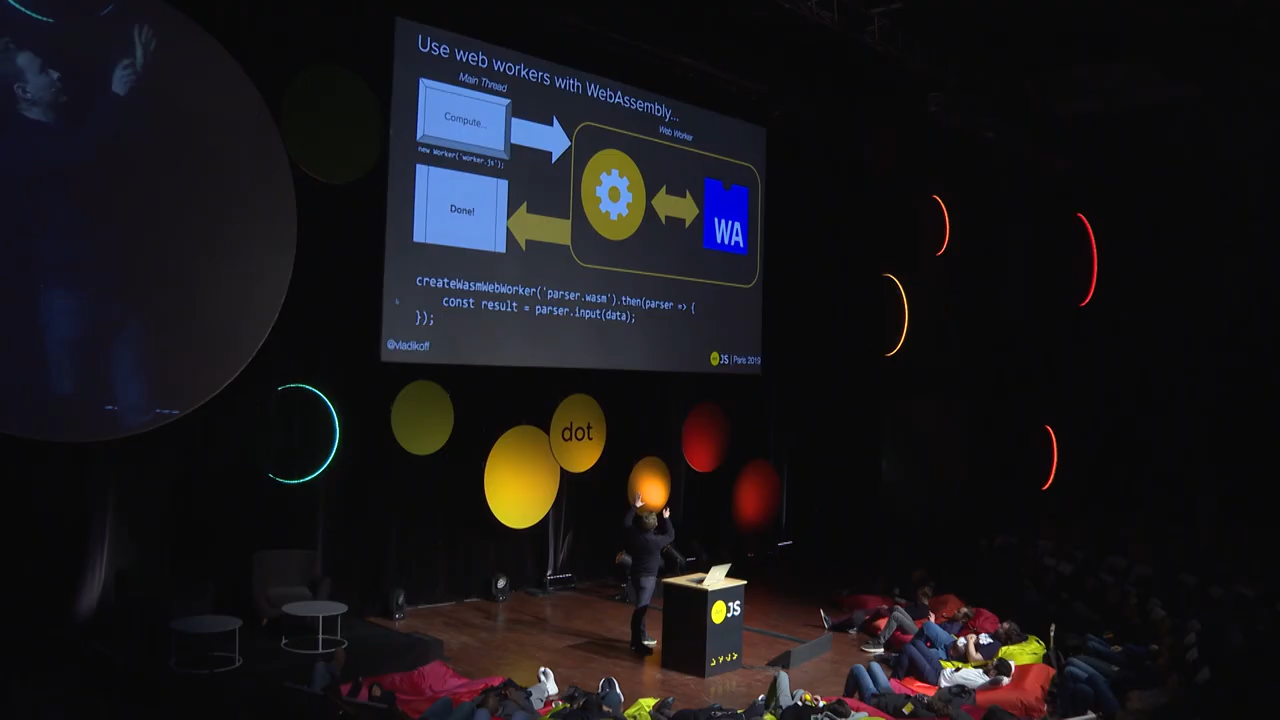 Use web workers with WebAssembly...
Main Thread
Compute...
new Worker('worker.js');
Web Worker
Done!
WA
createWasmWebWorker('parser.wasm').then(parser => {
const result = parser.input(data);
});
@vladikoff
JS | Paris 2019
dot
dot JS